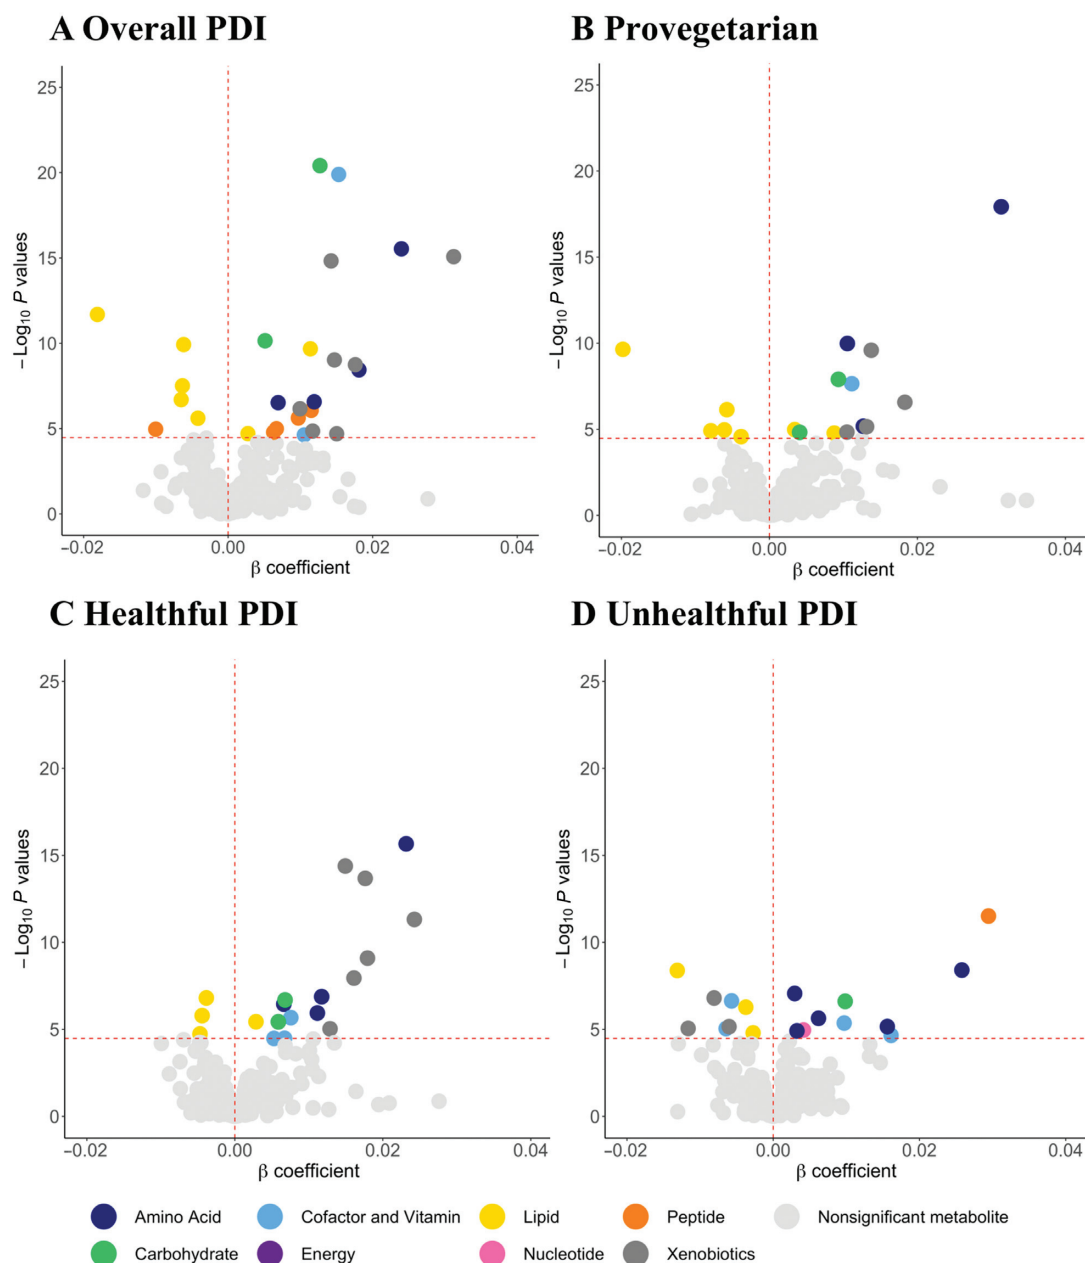 A Overall PDI
B Provegetarian
25
20
15
10
5
0
−Log10 P values
−0.02 0.00 0.02 0.04
β coefficient
25
20
15
10
5
0
−Log10 P values
−0.02 0.00 0.02 0.04
β coefficient
C Healthful PDI
D Unhealthful PDI
25
20
15
10
5
0
−Log10 P values
−0.02 0.00 0.02 0.04
β coefficient
25
20
15
10
5
0
−Log10 P values
−0.02 0.00 0.02 0.04
β coefficient
Amino Acid Cofactor and Vitamin Lipid Peptide Nonsignificant metabolite
Carbohydrate Energy Nucleotide Xenobiotics